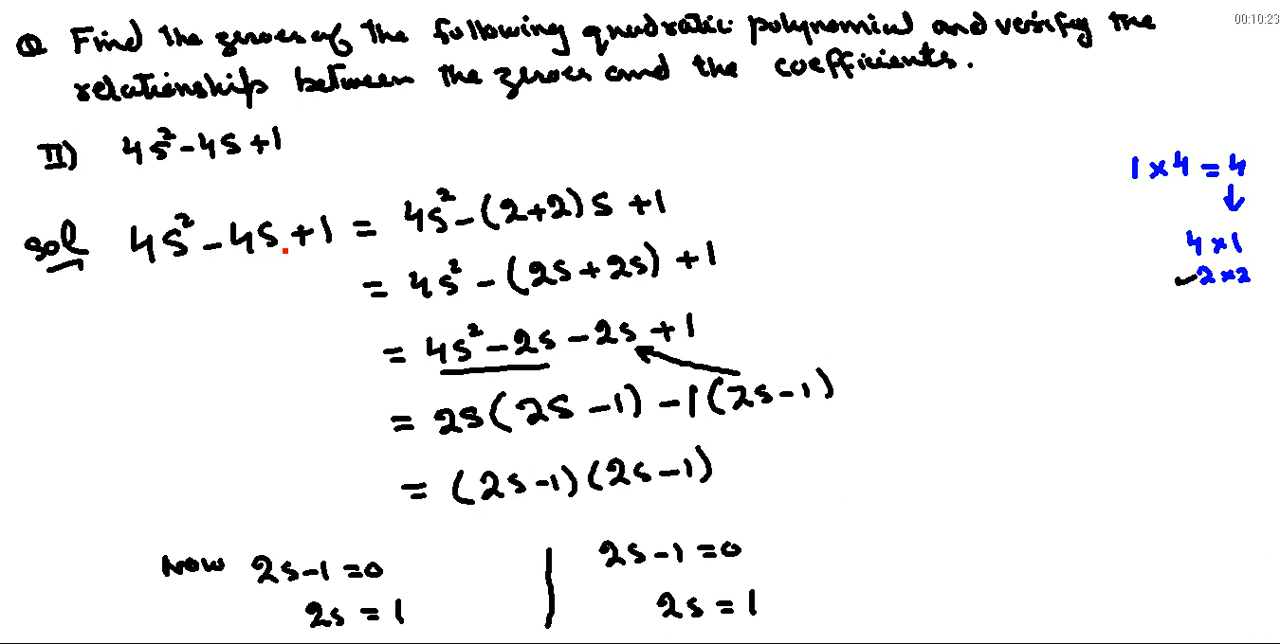 00:10:23
Q Find the zeroes of the following quadratic polynomial and verify the
relationship between the zeroes and the coefficients.
II) 4s²-4s+1
1×4=4
↓
4×1
2×2
Sol 4s²-4s+1 = 4s²-(2+2)s+1
= 4s²-(2s+2s)+1
= 4s²-2s-2s+1
= 2s(2s-1)-1(2s-1)
= (2s-1)(2s-1)
Now 2s-1=0 | 2s-1=0
2s=1 | 2s=1